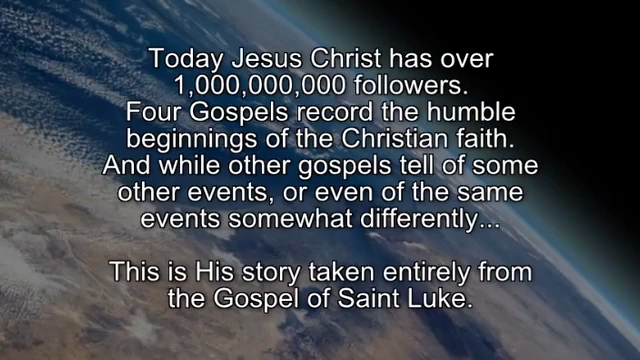 Today Jesus Christ has over
1,000,000,000 followers.
Four Gospels record the humble
beginnings of the Christian faith.
And while other gospels tell of some
other events, or even of the same
events somewhat differently...
This is His story taken entirely from
the Gospel of Saint Luke.